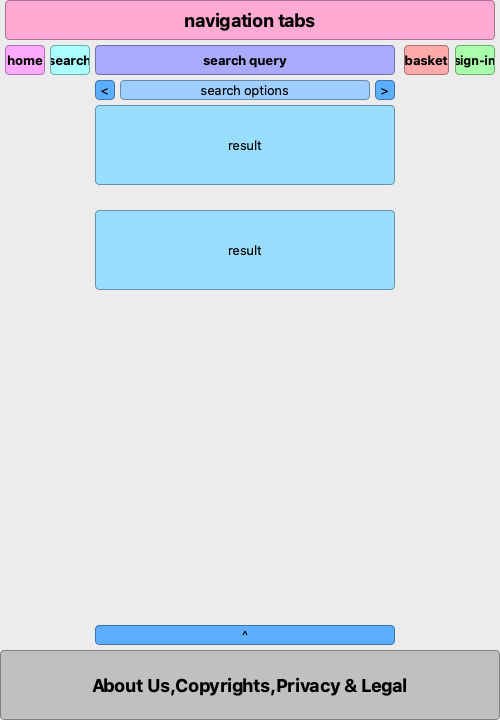 navigation tabs
home search search query basket sign-in
< search options >
result
result
^
About Us,Copyrights,Privacy & Legal